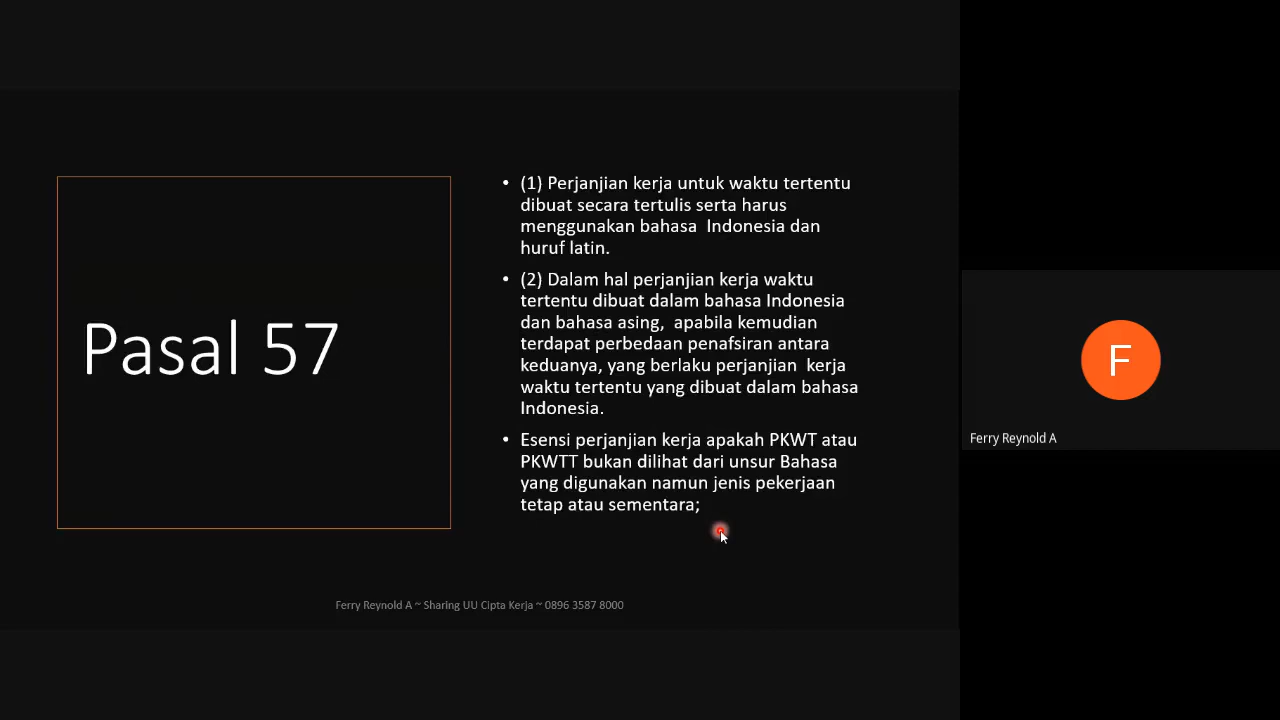 Pasal 57
• (1) Perjanjian kerja untuk waktu tertentu
dibuat secara tertulis serta harus
menggunakan bahasa  Indonesia dan
huruf latin.
• (2) Dalam hal perjanjian kerja waktu
tertentu dibuat dalam bahasa Indonesia
dan bahasa asing,  apabila kemudian
terdapat perbedaan penafsiran antara
keduanya, yang berlaku perjanjian  kerja
waktu tertentu yang dibuat dalam bahasa
Indonesia.
• Esensi perjanjian kerja apakah PKWT atau
PKWTT bukan dilihat dari unsur Bahasa
yang digunakan namun jenis pekerjaan
tetap atau sementara;
Ferry Reynold A ~ Sharing UU Cipta Kerja ~ 0896 3587 8000
F
Ferry Reynold A